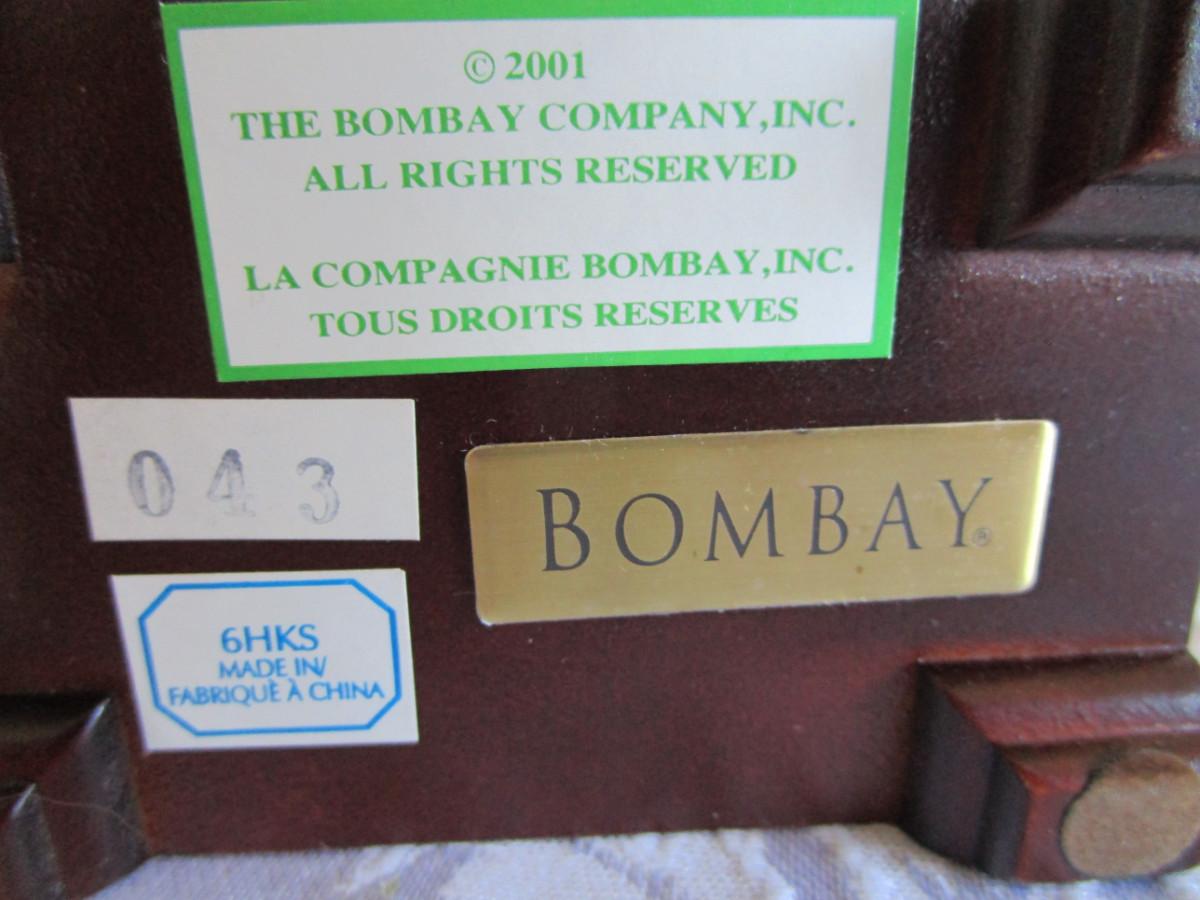 © 2001
THE BOMBAY COMPANY,INC.
ALL RIGHTS RESERVED
LA COMPAGNIE BOMBAY,INC.
TOUS DROITS RESERVES
043
BOMBAY®
6HKS
MADE IN/
FABRIQUÈ À CHINA